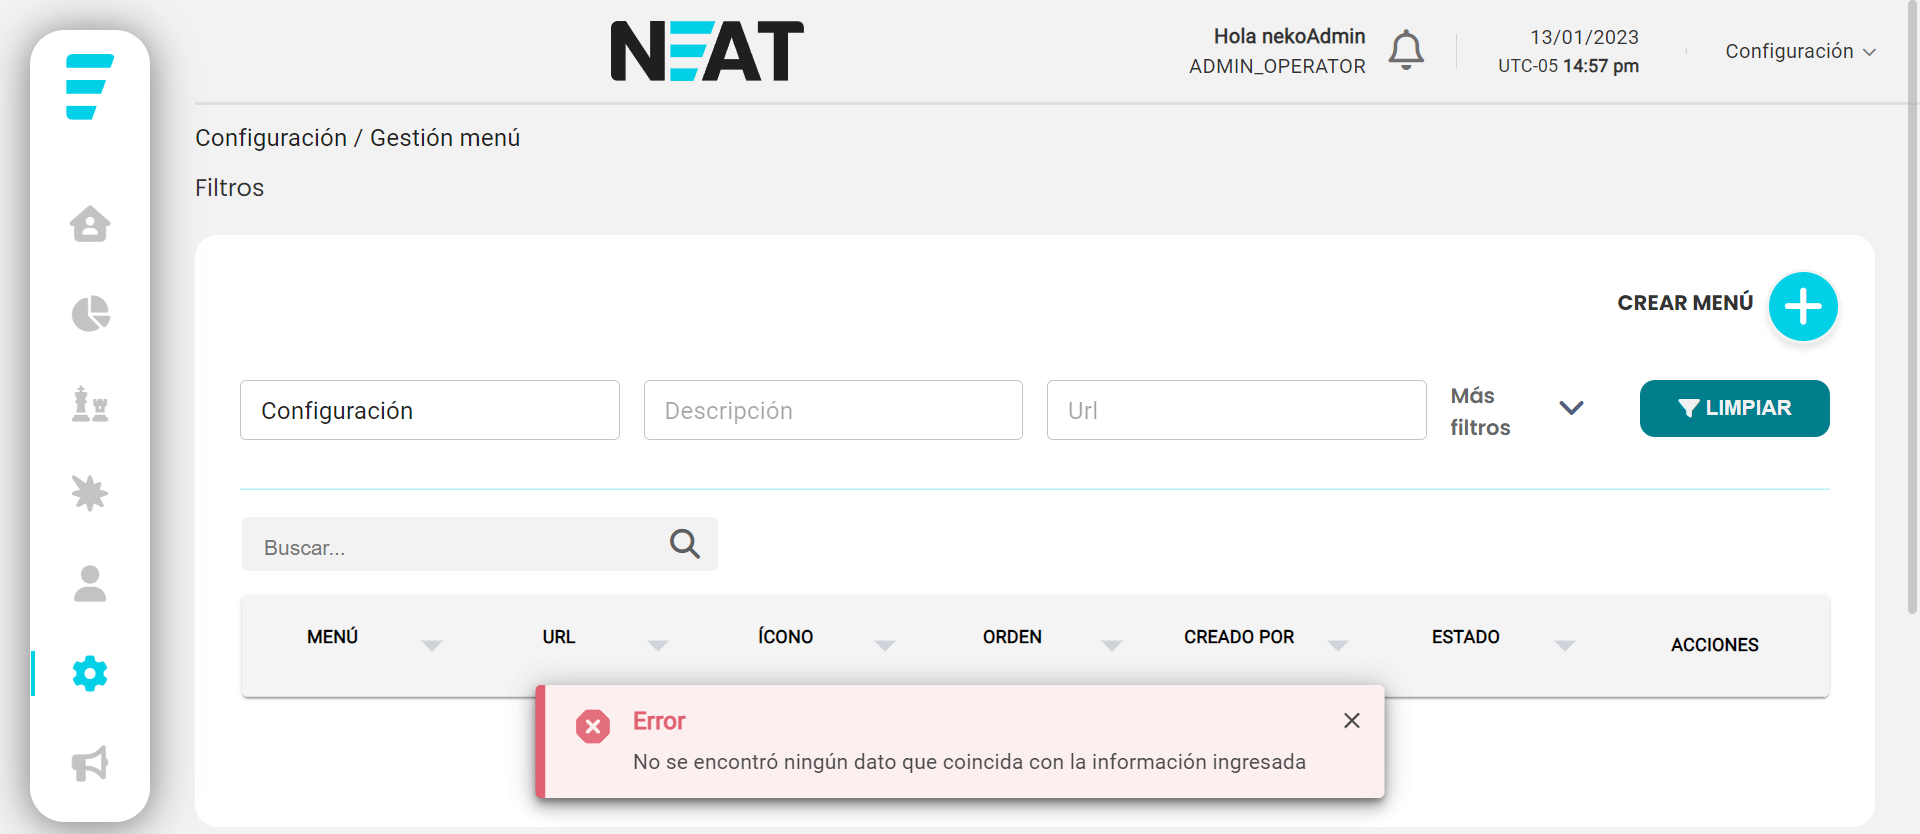 NEAT
Hola nekoAdmin
ADMIN_OPERATOR
13/01/2023
UTC-05 14:57 pm
Configuración
Configuración / Gestión menú
Filtros
CREAR MENÚ
Configuración
Descripción
Url
Más
filtros
LIMPIAR
Buscar...
MENÚ
URL
ÍCONO
ORDEN
CREADO POR
ESTADO
ACCIONES
Error
No se encontró ningún dato que coincida con la información ingresada